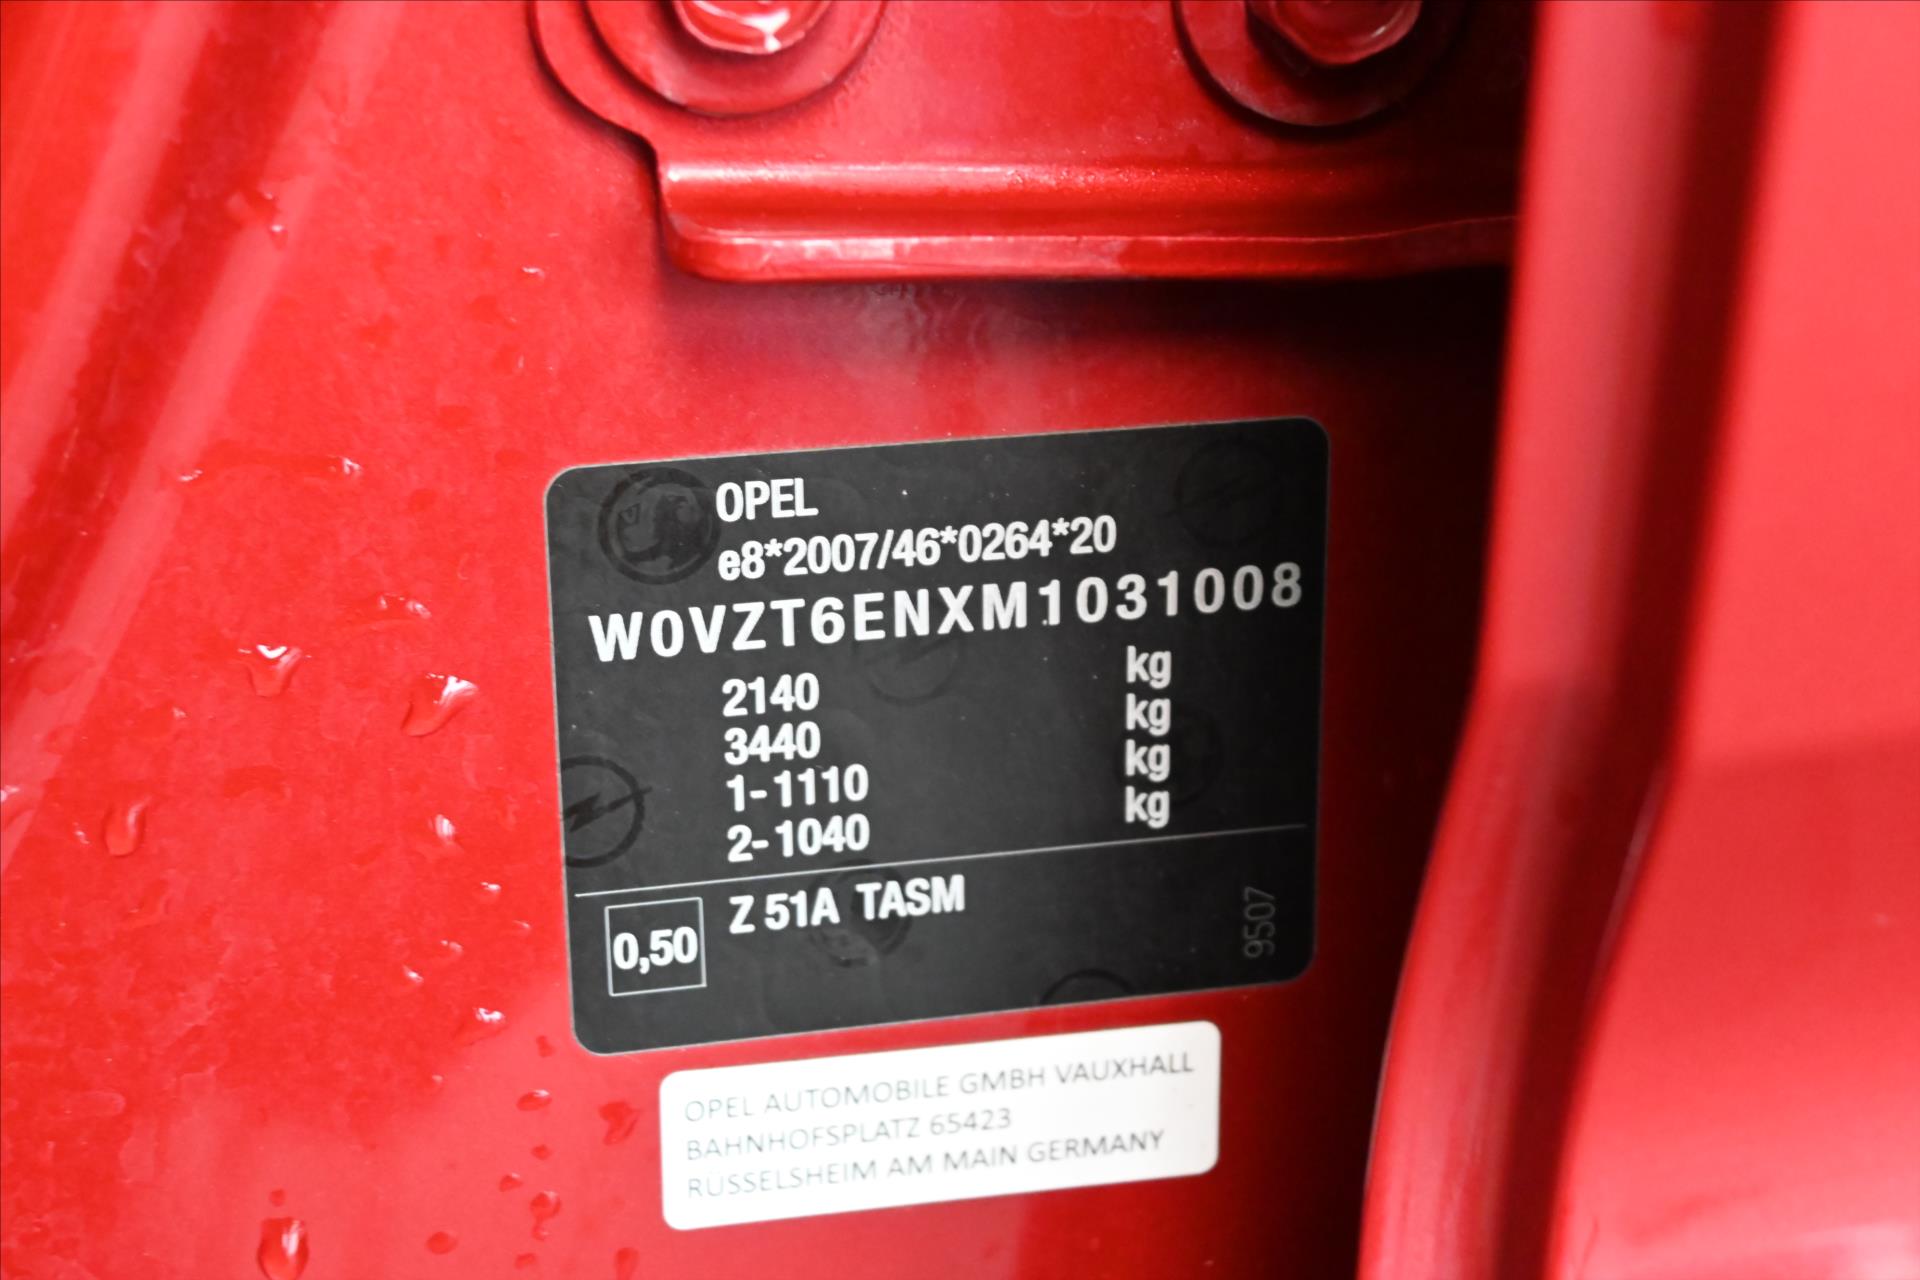 OPEL
e8*2007/46*0264*20
W0VZT6ENXM1031008
2140 kg
3440 kg
1-1110 kg
2-1040 kg
0,50
Z 51A TASM
9507
OPEL AUTOMOBILE GMBH VAUXHALL
BAHNHOFSPLATZ 65423
RÜSSELSHEIM AM MAIN GERMANY